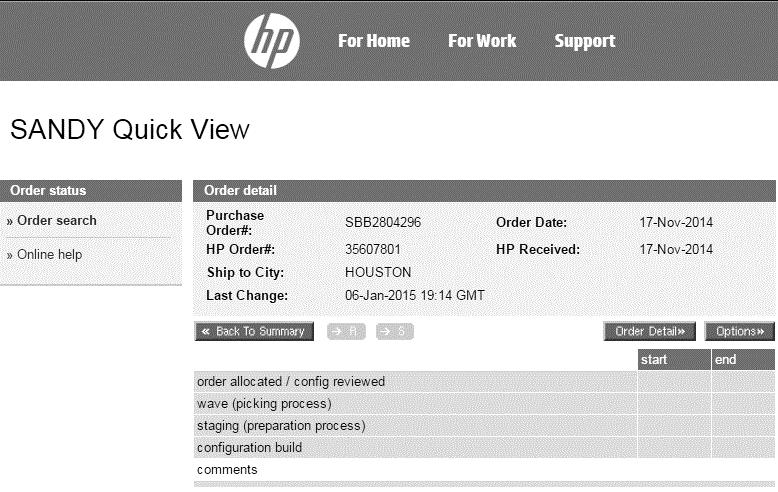 hp For Home For Work Support
SANDY Quick View
Order status
» Order search
» Online help
Order detail
Purchase
Order#: SBB2804296 Order Date: 17-Nov-2014
HP Order#: 35607801 HP Received: 17-Nov-2014
Ship to City: HOUSTON
Last Change: 06-Jan-2015 19:14 GMT
« Back To Summary → R → S Order Detail» Options»
start end
order allocated / config reviewed
wave (picking process)
staging (preparation process)
configuration build
comments